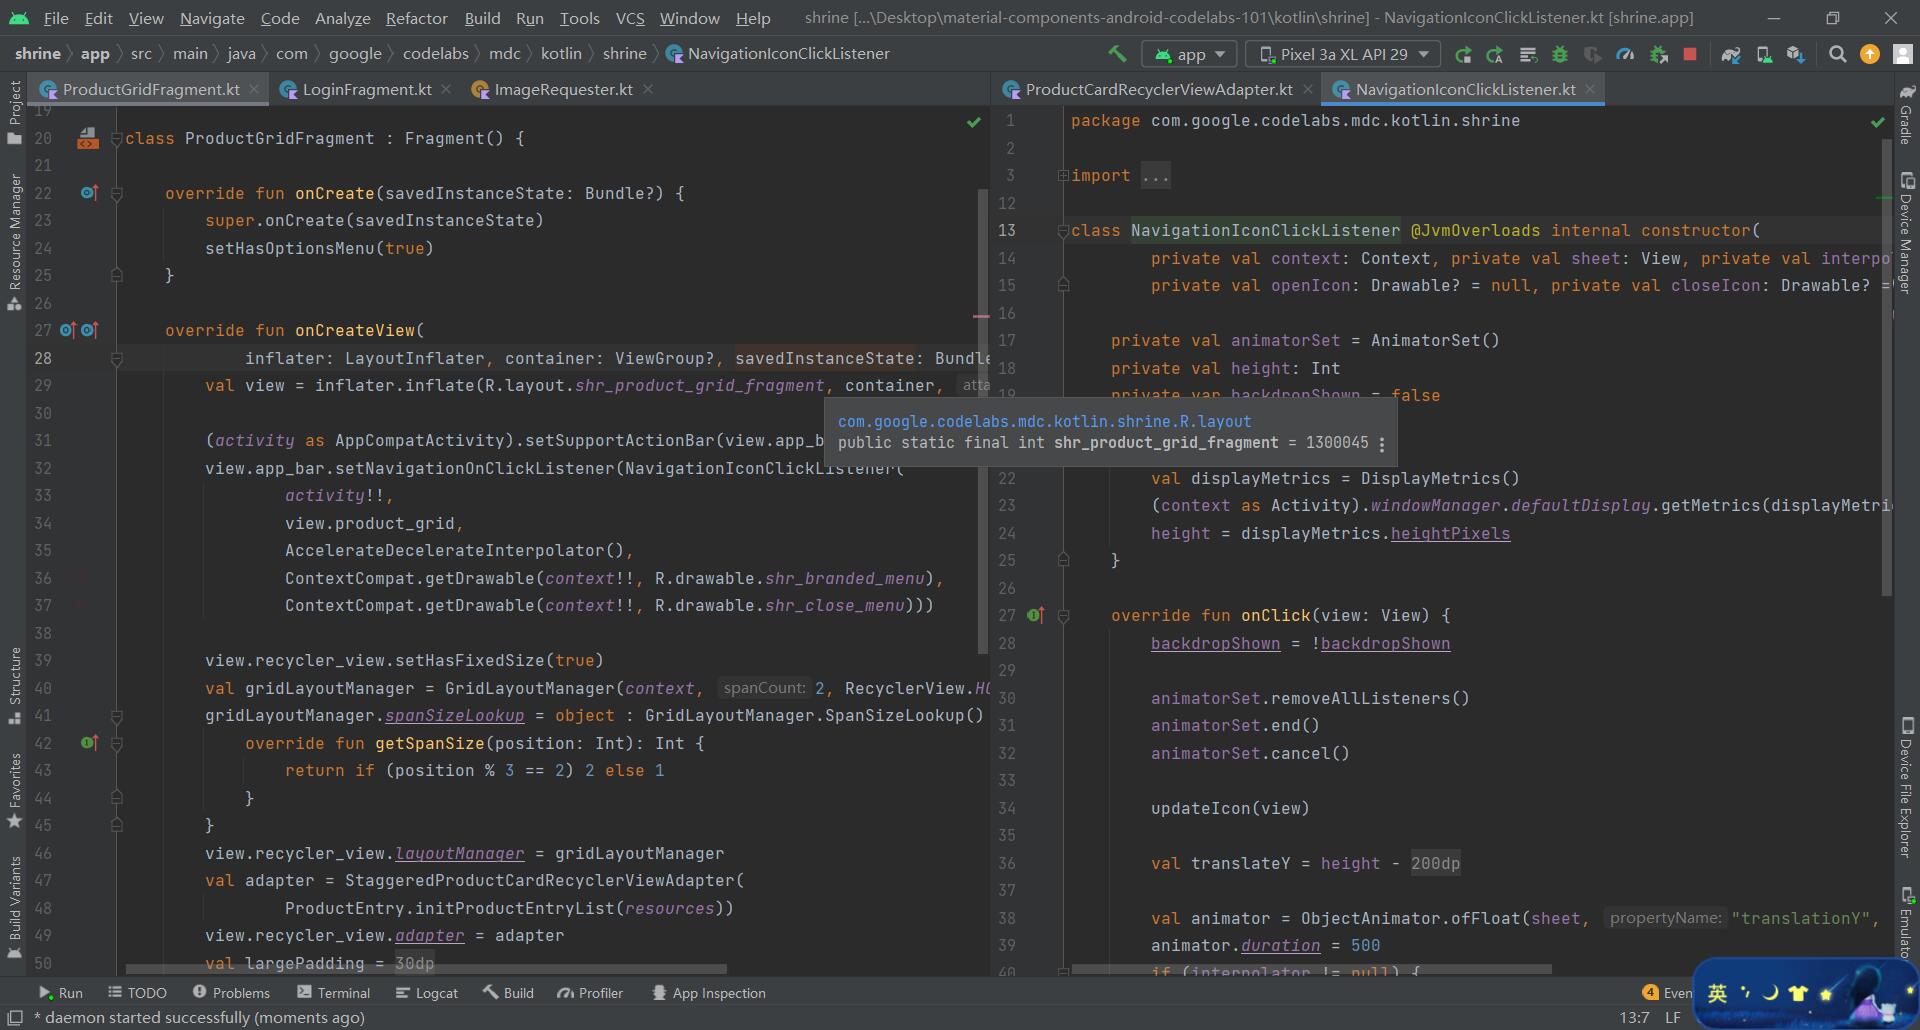 File Edit View Navigate Code Analyze Refactor Build Run Tools VCS Window Help shrine [...\Desktop\material-components-android-codelabs-101\kotlin\shrine] - NavigationIconClickListener.kt [shrine.app]
shrine app src main java com google codelabs mdc kotlin shrine NavigationIconClickListener app Pixel 3a XL API 29
ProductGridFragment.kt LoginFragment.kt ImageRequester.kt
Project
Resource Manager
Structure
Favorites
Build Variants
19
20 class ProductGridFragment : Fragment() {
21
22 override fun onCreate(savedInstanceState: Bundle?) {
23 super.onCreate(savedInstanceState)
24 setHasOptionsMenu(true)
25 }
26
27 override fun onCreateView(
28 inflater: LayoutInflater, container: ViewGroup?, savedInstanceState: Bundle
29 val view = inflater.inflate(R.layout.shr_product_grid_fragment, container, atta
30
31 (activity as AppCompatActivity).setSupportActionBar(view.app_b
32 view.app_bar.setNavigationOnClickListener(NavigationIconClickListener(
33 activity!!,
34 view.product_grid,
35 AccelerateDecelerateInterpolator(),
36 ContextCompat.getDrawable(context!!, R.drawable.shr_branded_menu),
37 ContextCompat.getDrawable(context!!, R.drawable.shr_close_menu)))
38
39 view.recycler_view.setHasFixedSize(true)
40 val gridLayoutManager = GridLayoutManager(context, spanCount: 2, RecyclerView.HO
41 gridLayoutManager.spanSizeLookup = object : GridLayoutManager.SpanSizeLookup()
42 override fun getSpanSize(position: Int): Int {
43 return if (position % 3 == 2) 2 else 1
44 }
45 }
46 view.recycler_view.layoutManager = gridLayoutManager
47 val adapter = StaggeredProductCardRecyclerViewAdapter(
48 ProductEntry.initProductEntryList(resources))
49 view.recycler_view.adapter = adapter
50 val largePadding = 30dp
com.google.codelabs.mdc.kotlin.shrine.R.layout
public static final int shr_product_grid_fragment = 1300045
ProductCardRecyclerViewAdapter.kt NavigationIconClickListener.kt
1 package com.google.codelabs.mdc.kotlin.shrine
2
3 import ...
12
13 class NavigationIconClickListener @JvmOverloads internal constructor(
14 private val context: Context, private val sheet: View, private val interpo
15 private val openIcon: Drawable? = null, private val closeIcon: Drawable? =
16
17 private val animatorSet = AnimatorSet()
18 private val height: Int
19 private var backdropShown = false
22 val displayMetrics = DisplayMetrics()
23 (context as Activity).windowManager.defaultDisplay.getMetrics(displayMetri
24 height = displayMetrics.heightPixels
25 }
26
27 override fun onClick(view: View) {
28 backdropShown = !backdropShown
29
30 animatorSet.removeAllListeners()
31 animatorSet.end()
32 animatorSet.cancel()
33
34 updateIcon(view)
35
36 val translateY = height - 200dp
37
38 val animator = ObjectAnimator.ofFloat(sheet, propertyName: "translationY",
39 animator.duration = 500
40 if (interpolator != null) {
Gradle
Device Manager
Device File Explorer
Emulato
Run TODO Problems Terminal Logcat Build Profiler App Inspection 4 Even
英
* daemon started successfully (moments ago) 13:7 LF